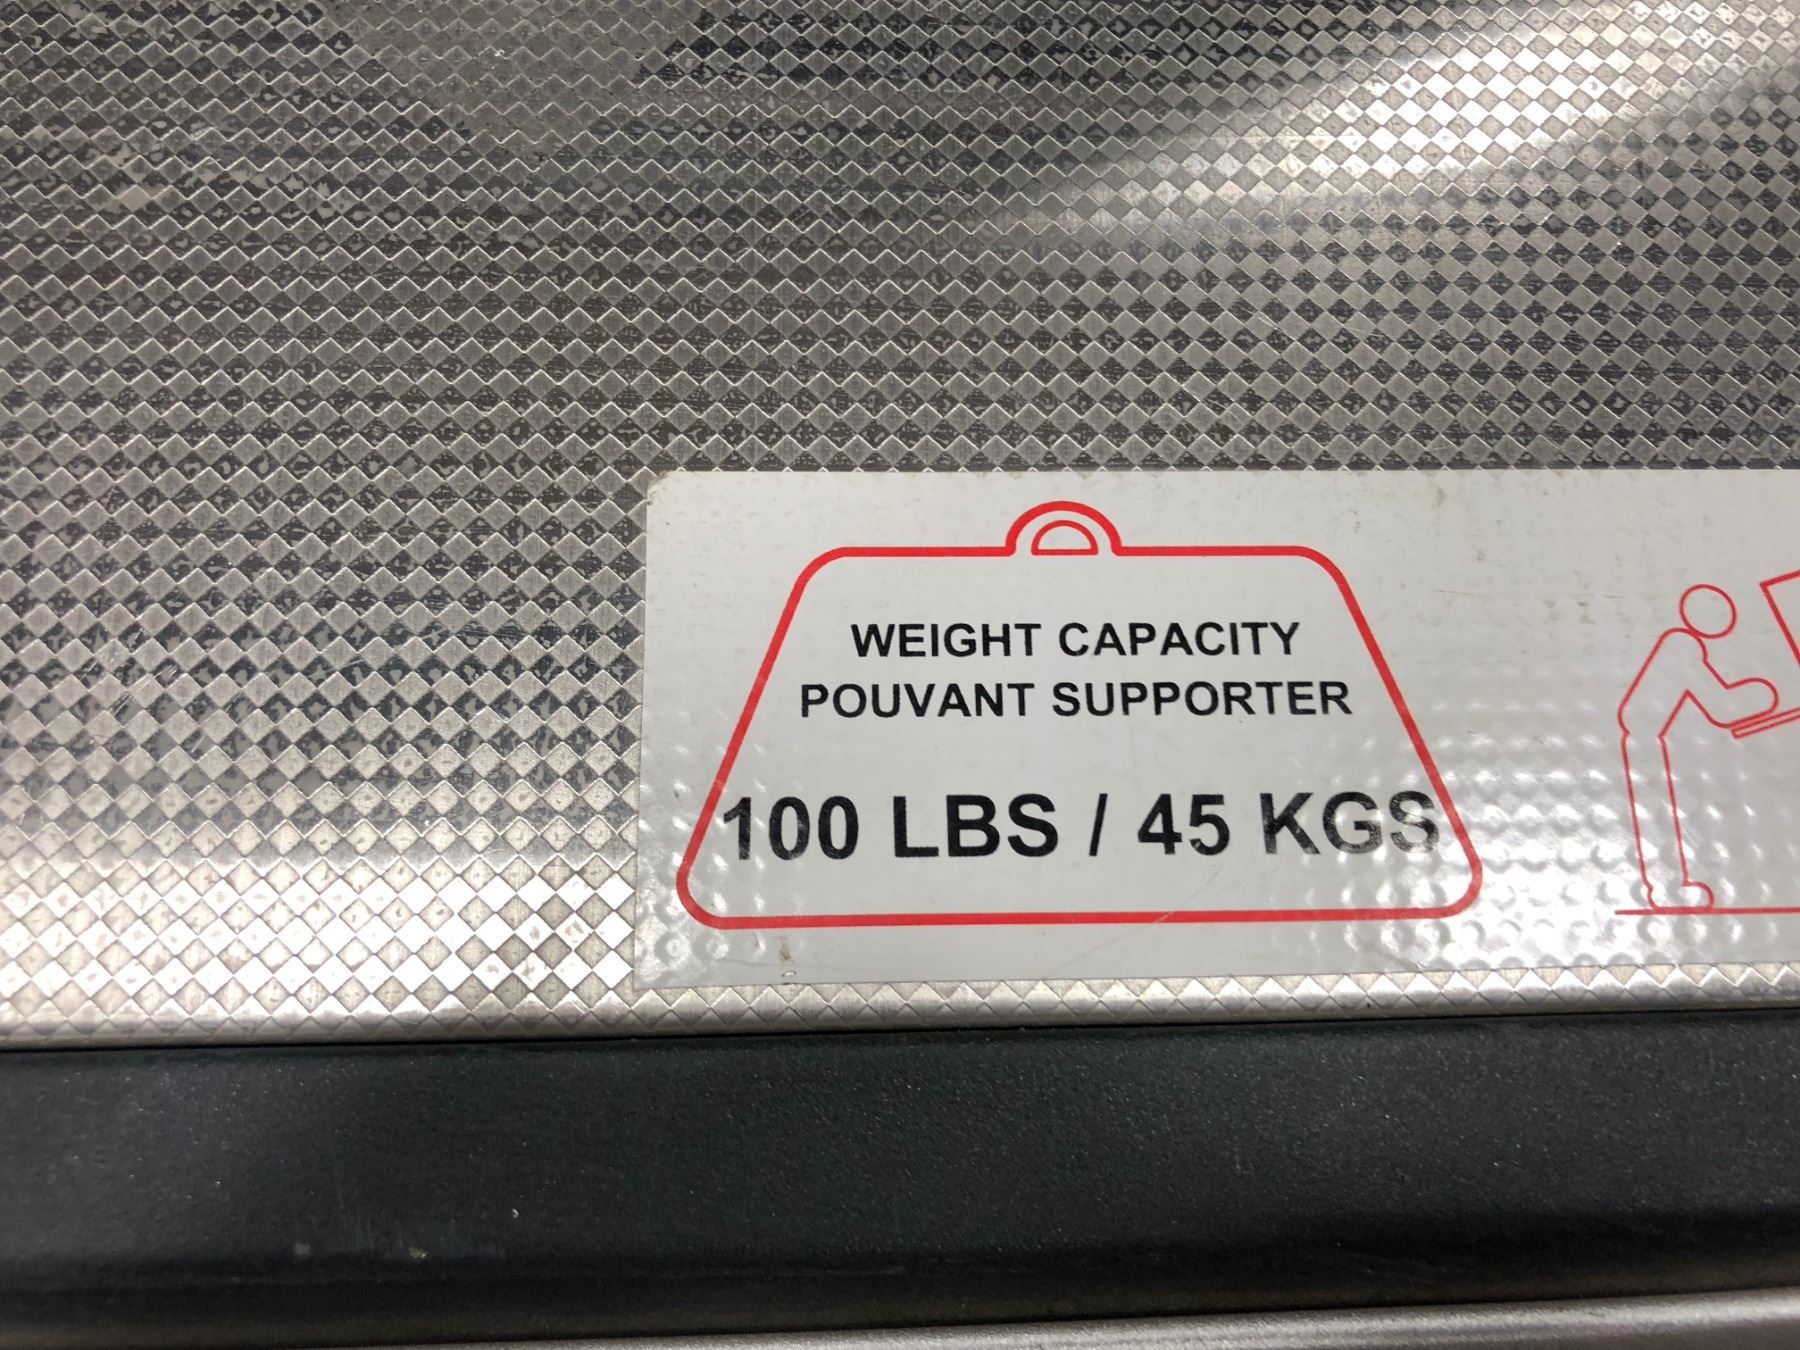 WEIGHT CAPACITY
POUVANT SUPPORTER
100 LBS / 45 KGS